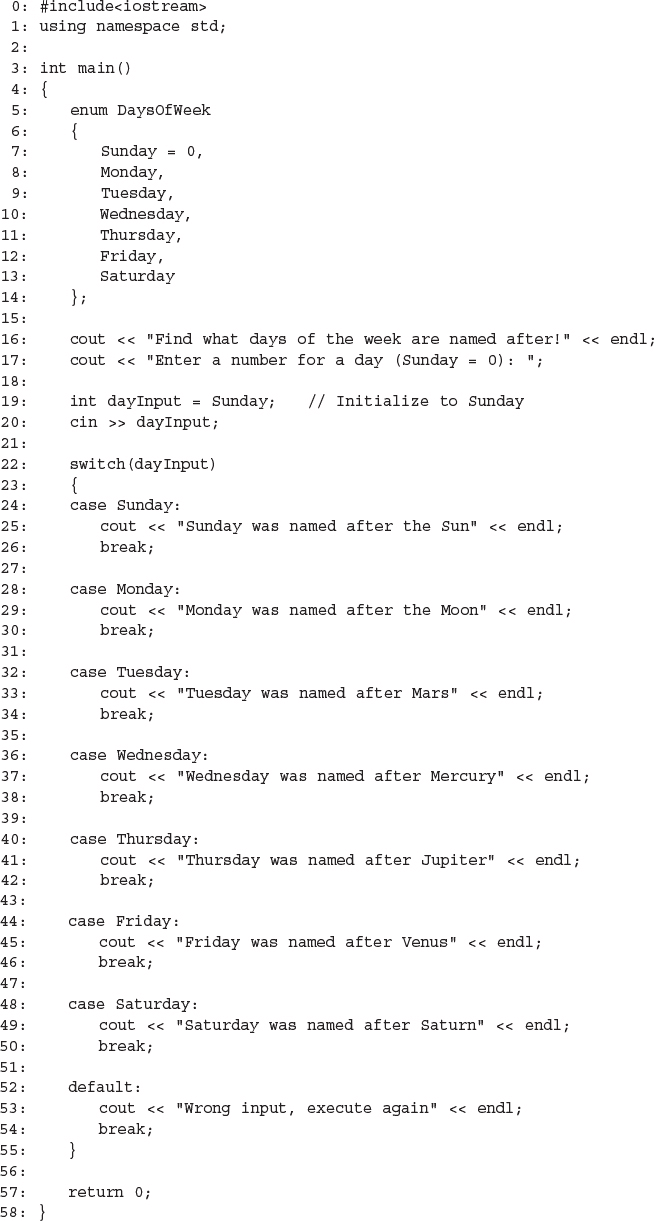 0: #include<iostream>
1: using namespace std;
2:
3: int main()
4: {
5: enum DaysOfWeek
6: {
7: Sunday = 0,
8: Monday,
9: Tuesday,
10: Wednesday,
11: Thursday,
12: Friday,
13: Saturday
14: };
15:
16: cout << "Find what days of the week are named after!" << endl;
17: cout << "Enter a number for a day (Sunday = 0): ";
18:
19: int dayInput = Sunday; // Initialize to Sunday
20: cin >> dayInput;
21:
22: switch(dayInput)
23: {
24: case Sunday:
25: cout << "Sunday was named after the Sun" << endl;
26: break;
27:
28: case Monday:
29: cout << "Monday was named after the Moon" << endl;
30: break;
31:
32: case Tuesday:
33: cout << "Tuesday was named after Mars" << endl;
34: break;
35:
36: case Wednesday:
37: cout << "Wednesday was named after Mercury" << endl;
38: break;
39:
40: case Thursday:
41: cout << "Thursday was named after Jupiter" << endl;
42: break;
43:
44: case Friday:
45: cout << "Friday was named after Venus" << endl;
46: break;
47:
48: case Saturday:
49: cout << "Saturday was named after Saturn" << endl;
50: break;
51:
52: default:
53: cout << "Wrong input, execute again" << endl;
54: break;
55: }
56:
57: return 0;
58: }